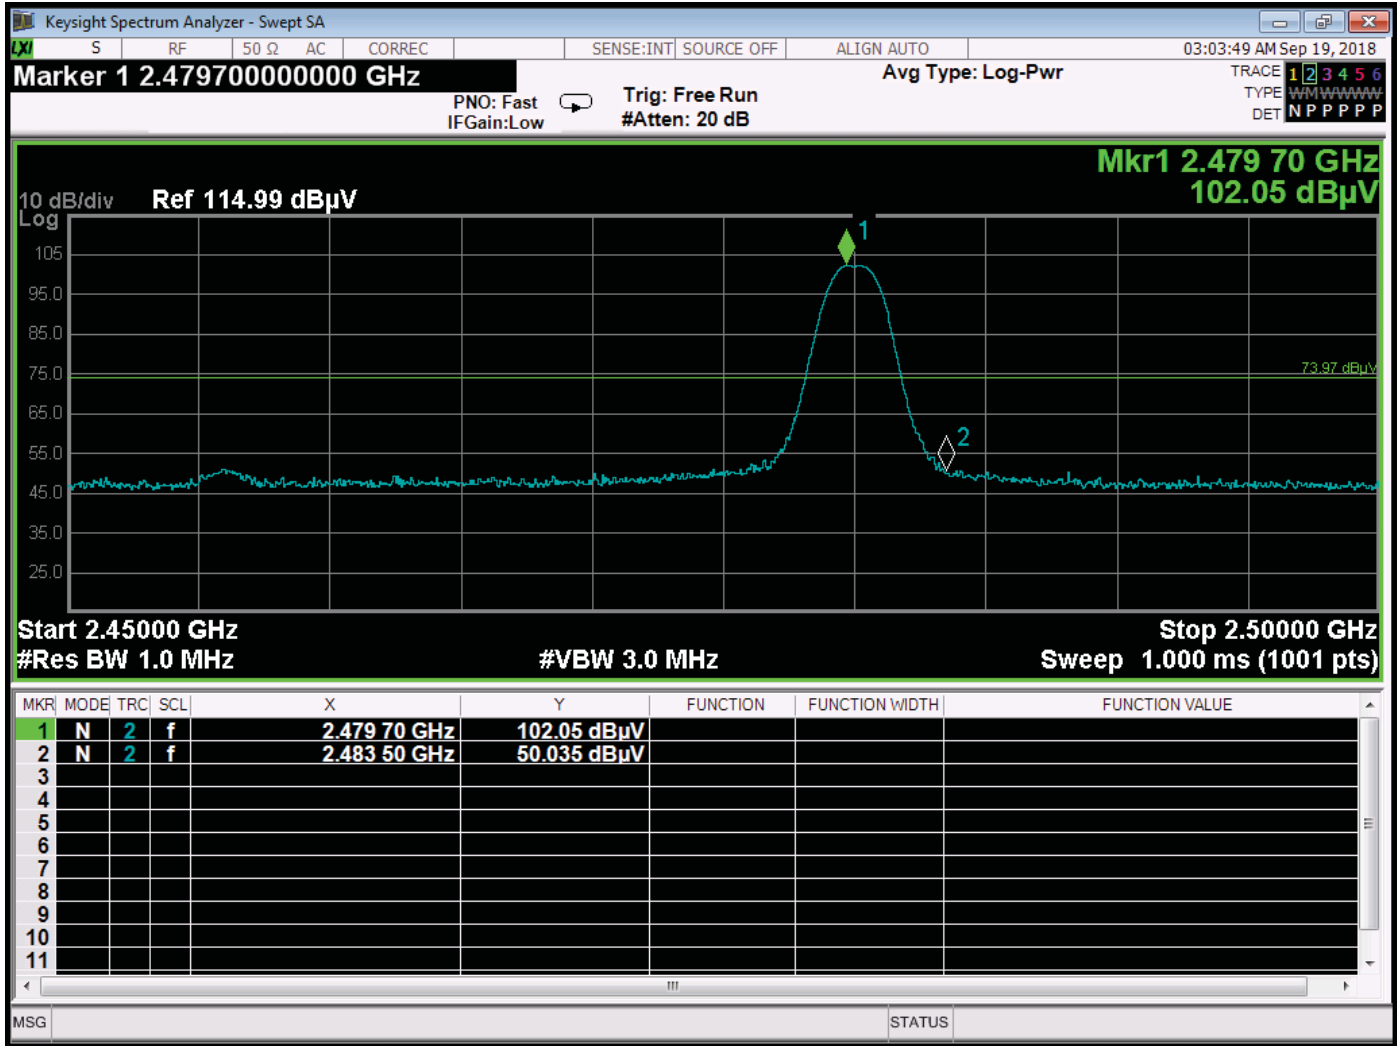 Keysight Spectrum Analyzer - Swept SA
LXI S RF 50 Ω AC CORREC SENSE:INT SOURCE OFF ALIGN AUTO 03:03:49 AM Sep 19, 2018
Marker 1 2.479700000000 GHz
PNO: Fast
IFGain:Low
Trig: Free Run
#Atten: 20 dB
Avg Type: Log-Pwr
TRACE 1 2 3 4 5 6
TYPE WMWWWW
DET N P P P P P
Mkr1 2.479 70 GHz
102.05 dBµV
10 dB/div
Log
Ref 114.99 dBµV
1
105
95.0
85.0
75.0
73.97 dBµV
65.0
2
55.0
45.0
35.0
25.0
Start 2.45000 GHz
Stop 2.50000 GHz
#Res BW 1.0 MHz
#VBW 3.0 MHz
Sweep 1.000 ms (1001 pts)
MKR MODE TRC SCL X Y FUNCTION FUNCTION WIDTH FUNCTION VALUE
1 N 2 f 2.479 70 GHz 102.05 dBµV
2 N 2 f 2.483 50 GHz 50.035 dBµV
3
4
5
6
7
8
9
10
11
MSG
STATUS